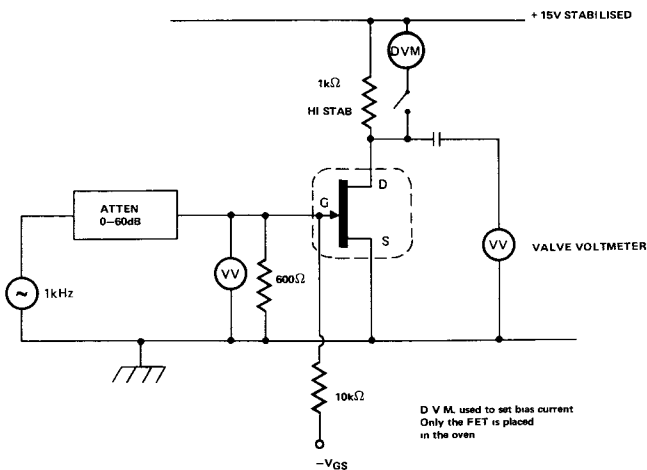 + 15V STABILISED
DVM
1kΩ
HI STAB
D
G
S
ATTEN
0–60dB
VV
600Ω
VV
VALVE VOLTMETER
~
1kHz
10kΩ
–VGS
D V M. used to set bias current
Only the FET is placed
in the oven